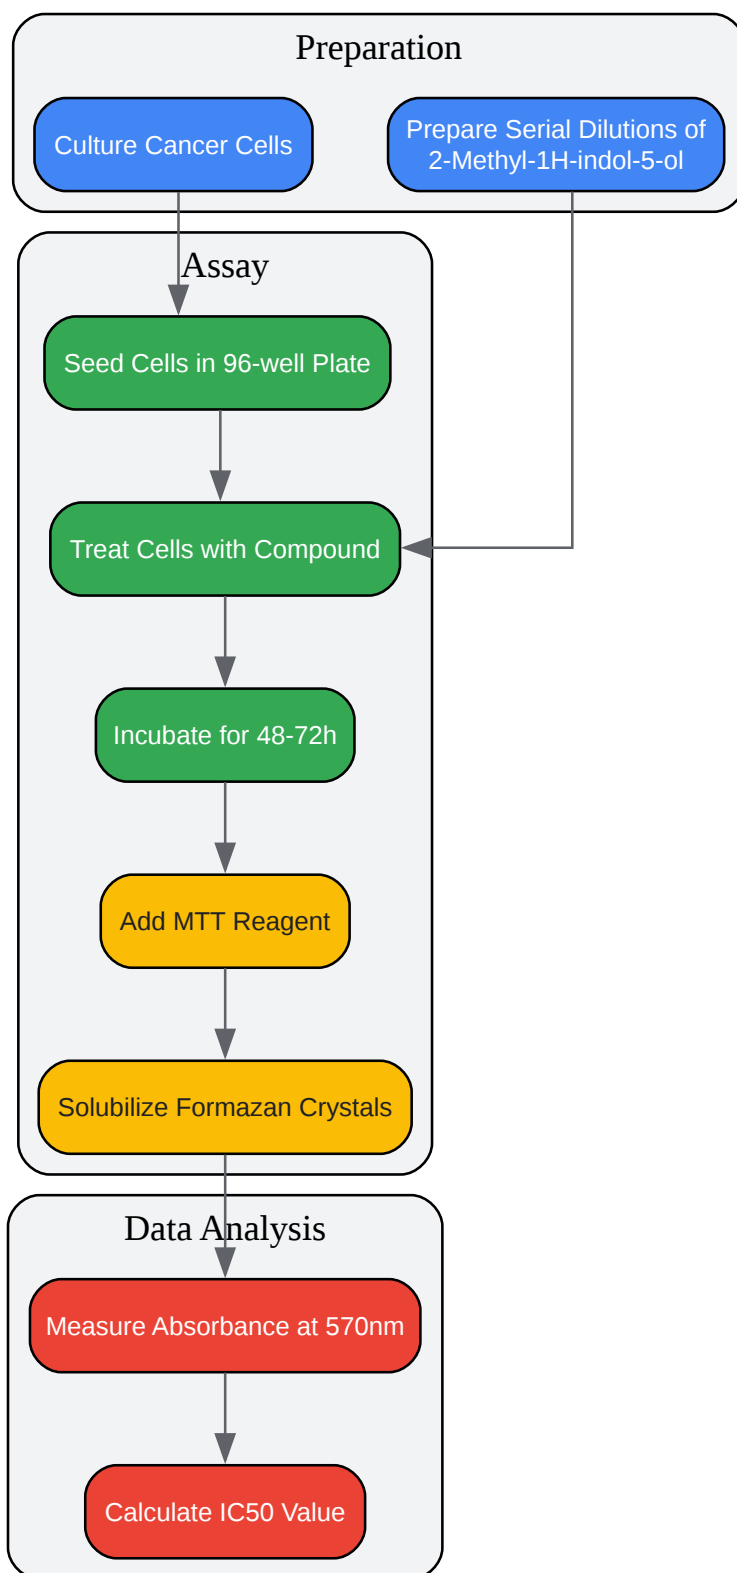 Preparation
Culture Cancer Cells
Prepare Serial Dilutions of
2-Methyl-1H-indol-5-ol
Assay
Seed Cells in 96-well Plate
Treat Cells with Compound
Incubate for 48-72h
Add MTT Reagent
Solubilize Formazan Crystals
Data Analysis
Measure Absorbance at 570nm
Calculate IC50 Value